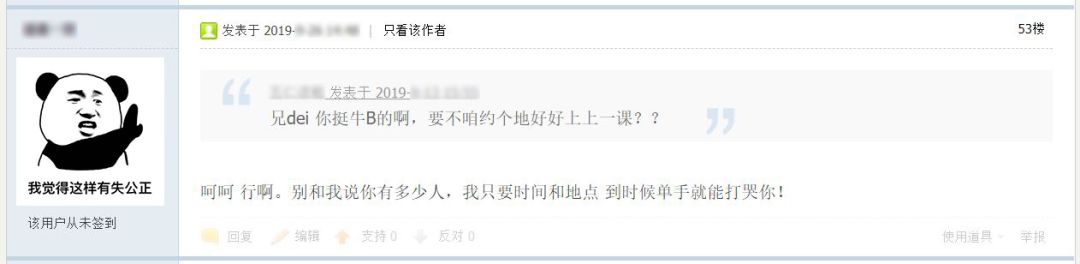 发表于 2019-
| 只看该作者
53楼
发表于 2019-
兄dei 你挺牛B的啊，要不咱约个地好好上上一课？？
我觉得这样有失公正
呵呵 行啊。别和我说你有多少人，我只要时间和地点 到时候单手就能打哭你！
该用户从未签到
回复 编辑 支持 0 反对 0
使用道具 举报